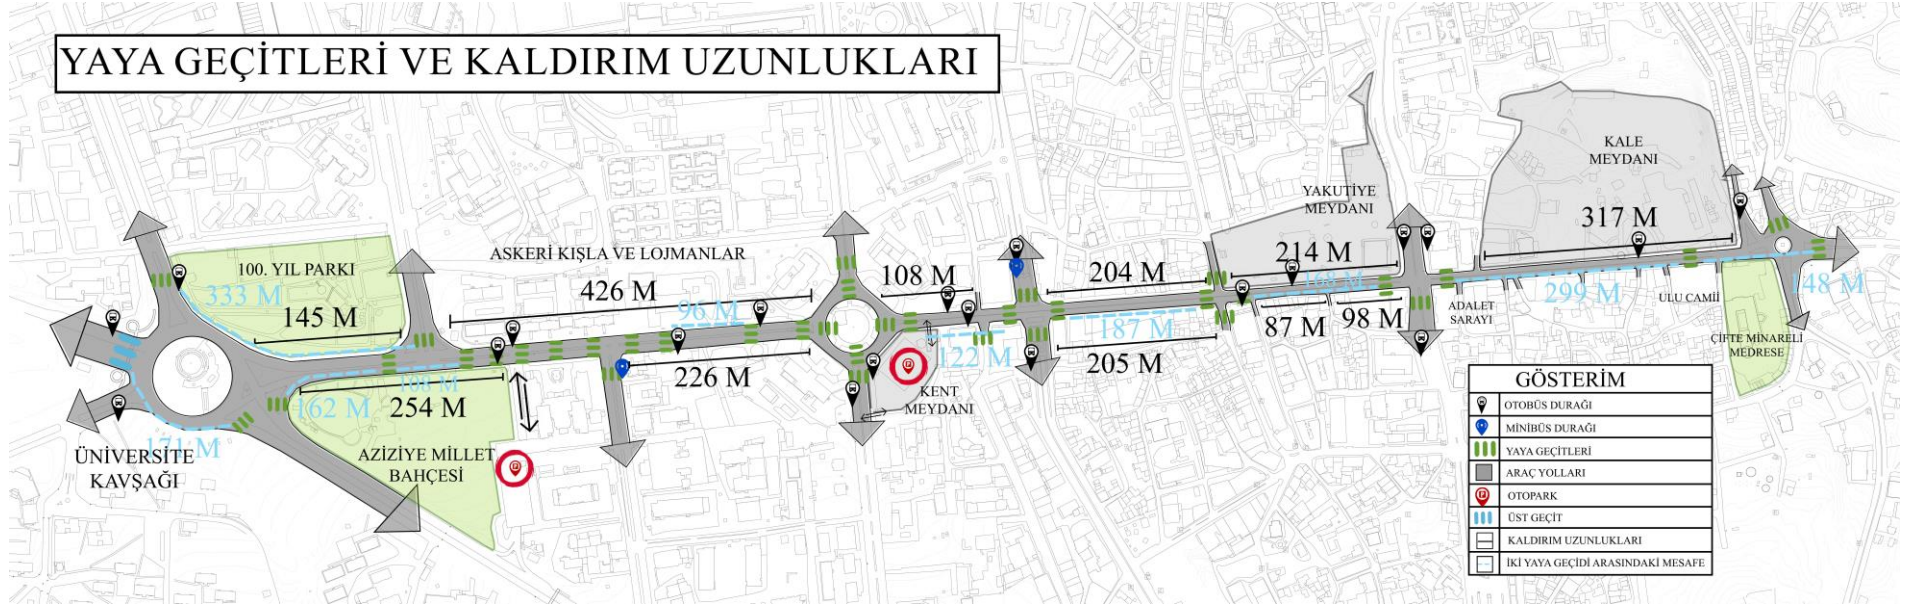 YAYA GEÇİTLERİ VE KALDIRIM UZUNLUKLARI
KALE
MEYDANI
YAKUTİYE
MEYDANI
317 M
ASKERİ KIŞLA VE LOJMANLAR
214 M
100. YIL PARKI
108 M
204 M
168 M
426 M
333 M
299 M
148 M
ADALET
SARAYI
ULU CAMİİ
145 M
96 M
87 M
98 M
187 M
ÇİFTE MİNARELİ
MEDRESE
122 M
205 M
226 M
108 M
162 M
254 M
KENT
MEYDANI
171 M
ÜNİVERSİTE
KAVŞAĞI
AZİZİYE MİLLET
BAHÇESİ
GÖSTERİM
OTOBÜS DURAĞI
MİNİBÜS DURAĞI
YAYA GEÇİTLERİ
ARAÇ YOLLARI
OTOPARK
ÜST GEÇİT
KALDIRIM UZUNLUKLARI
İKİ YAYA GEÇİDİ ARASINDAKİ MESAFE